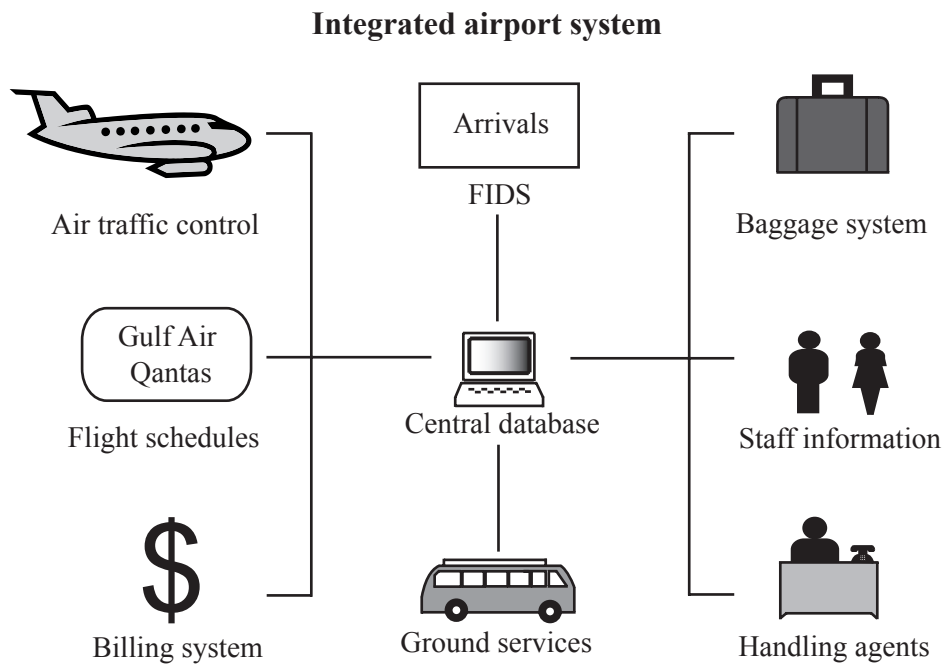 Integrated airport system
Arrivals
FIDS
Air traffic control
Baggage system
Gulf Air
Qantas
Flight schedules
Central database
Staff information
$
Billing system
Ground services
Handling agents